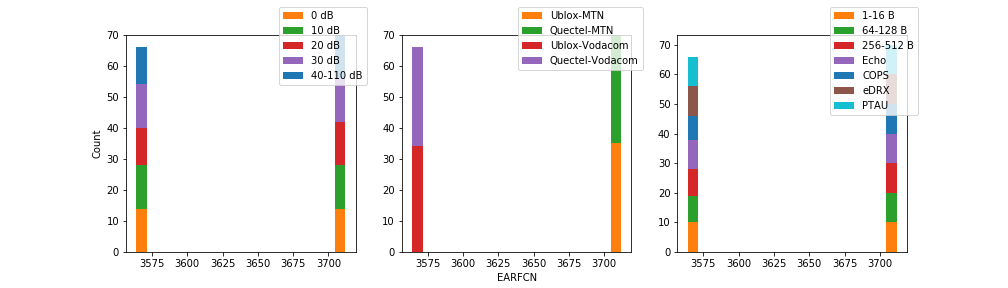 0 dB
10 dB
20 dB
30 dB
40-110 dB
70
60
50
40
30
20
10
0
Count
3575 3600 3625 3650 3675 3700
Ublox-MTN
Quectel-MTN
Ublox-Vodacom
Quectel-Vodacom
70
60
50
40
30
20
10
0
3575 3600 3625 3650 3675 3700
EARFCN
1-16 B
64-128 B
256-512 B
Echo
COPS
eDRX
PTAU
70
60
50
40
30
20
10
0
3575 3600 3625 3650 3675 3700